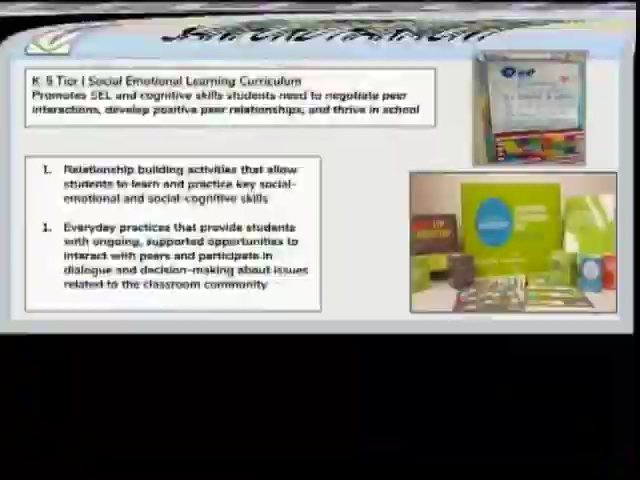 K 5 Tier I Social Emotional Learning Curriculum
Promotes SEL and cognitive skills students need to negotiate peer
interactions, develop positive peer relationships, and thrive in school
1. Relationship building activities that allow
students to learn and practice key social-
emotional and social-cognitive skills
1. Everyday practices that provide students
with ongoing, supported opportunities to
interact with peers and participate in
dialogue and decision-making about issues
related to the classroom community